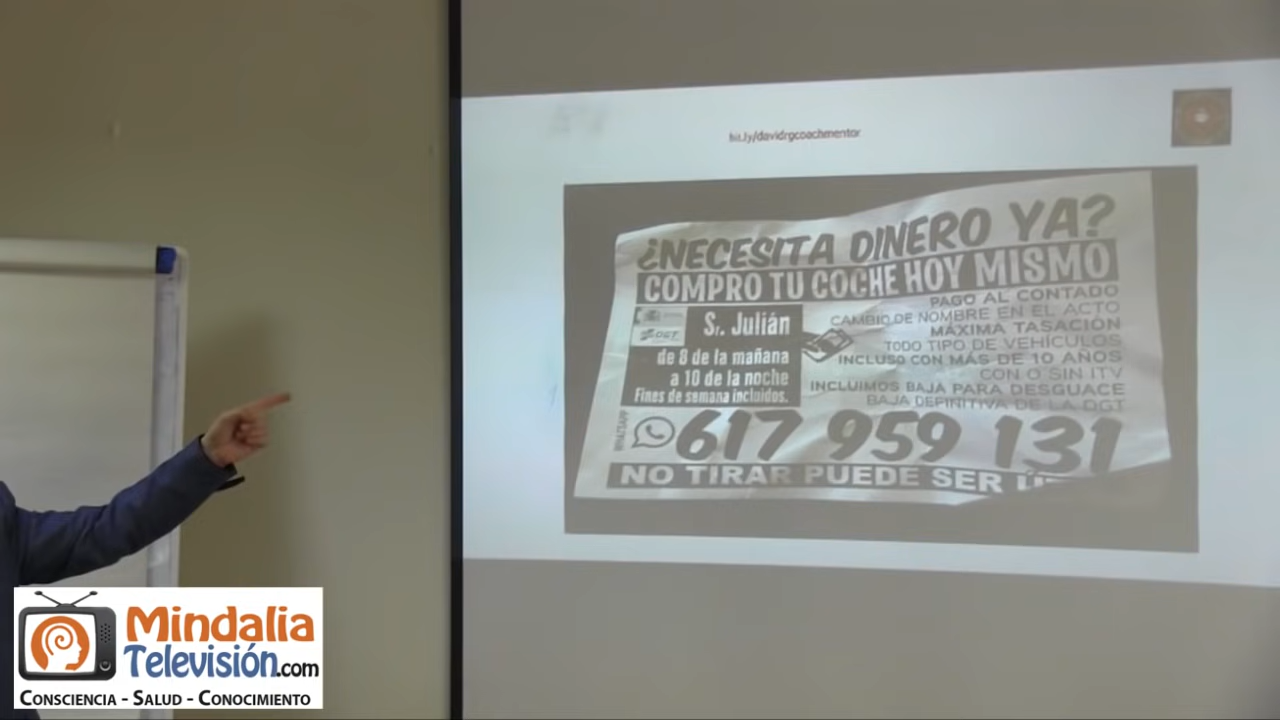 bit.ly/davidrgcoachmentor
¿NECESITA DINERO YA?
COMPRO TU COCHE HOY MISMO
DGT
Sr. Julián
de 8 de la mañana
a 10 de la noche
Fines de semana incluidos.
PAGO AL CONTADO
CAMBIO DE NOMBRE EN EL ACTO
MÁXIMA TASACIÓN
TODO TIPO DE VEHÍCULOS
INCLUSO CON MÁS DE 10 AÑOS
CON O SIN ITV
INCLUIMOS BAJA PARA DESGUACE
BAJA DEFINITIVA DE LA DGT
WHATSAPP
617 959 131
NO TIRAR PUEDE SER
Mindalia
Televisión.com
CONSCIENCIA - SALUD - CONOCIMIENTO